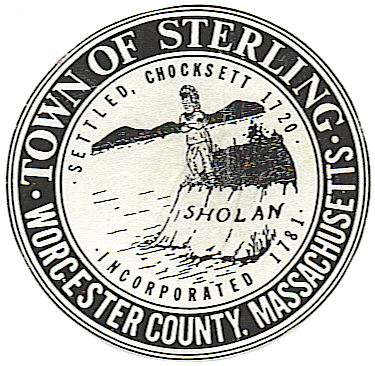 ·TOWN OF STERLING·
WORCESTER COUNTY, MASSACHUSETTS
·SETTLED, CHOCKSETT 1720·
SHOLAN
·INCORPORATED 1781·